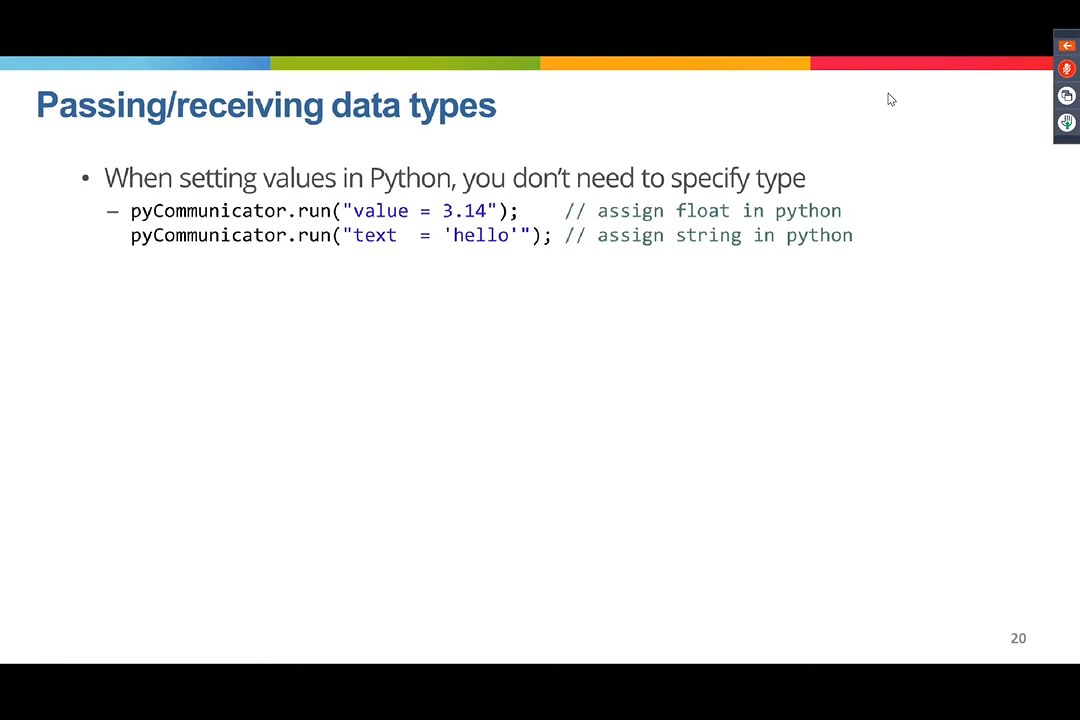 Passing/receiving data types
• When setting values in Python, you don’t need to specify type
– pyCommunicator.run("value = 3.14");    // assign float in python
pyCommunicator.run("text  = 'hello'"); // assign string in python
20